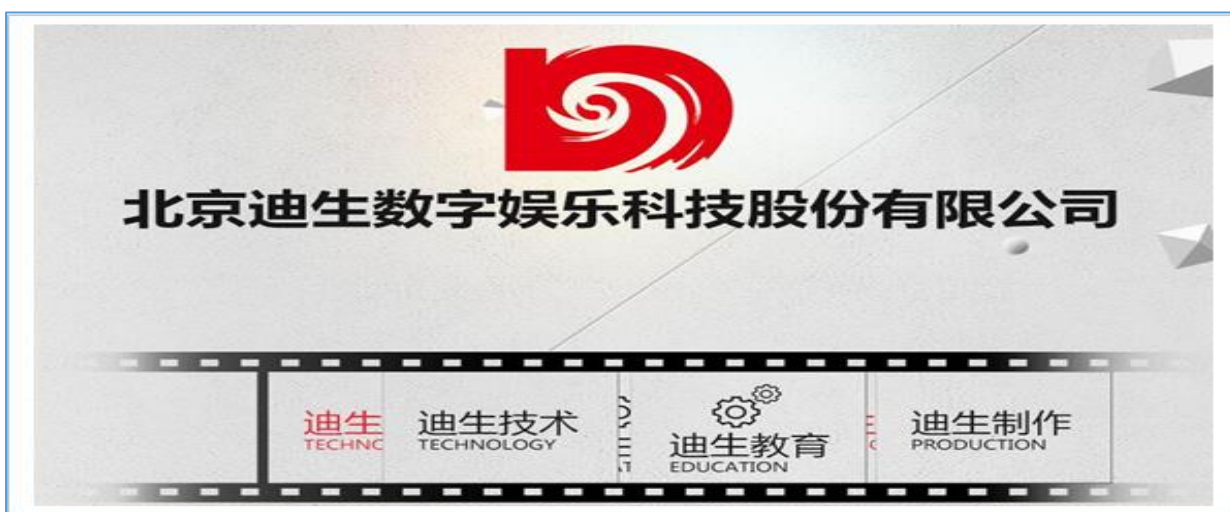 北京迪生数字娱乐科技股份有限公司
迪生
TECHNC
迪生技术
TECHNOLOGY
迪生教育
EDUCATION
迪生制作
PRODUCTION